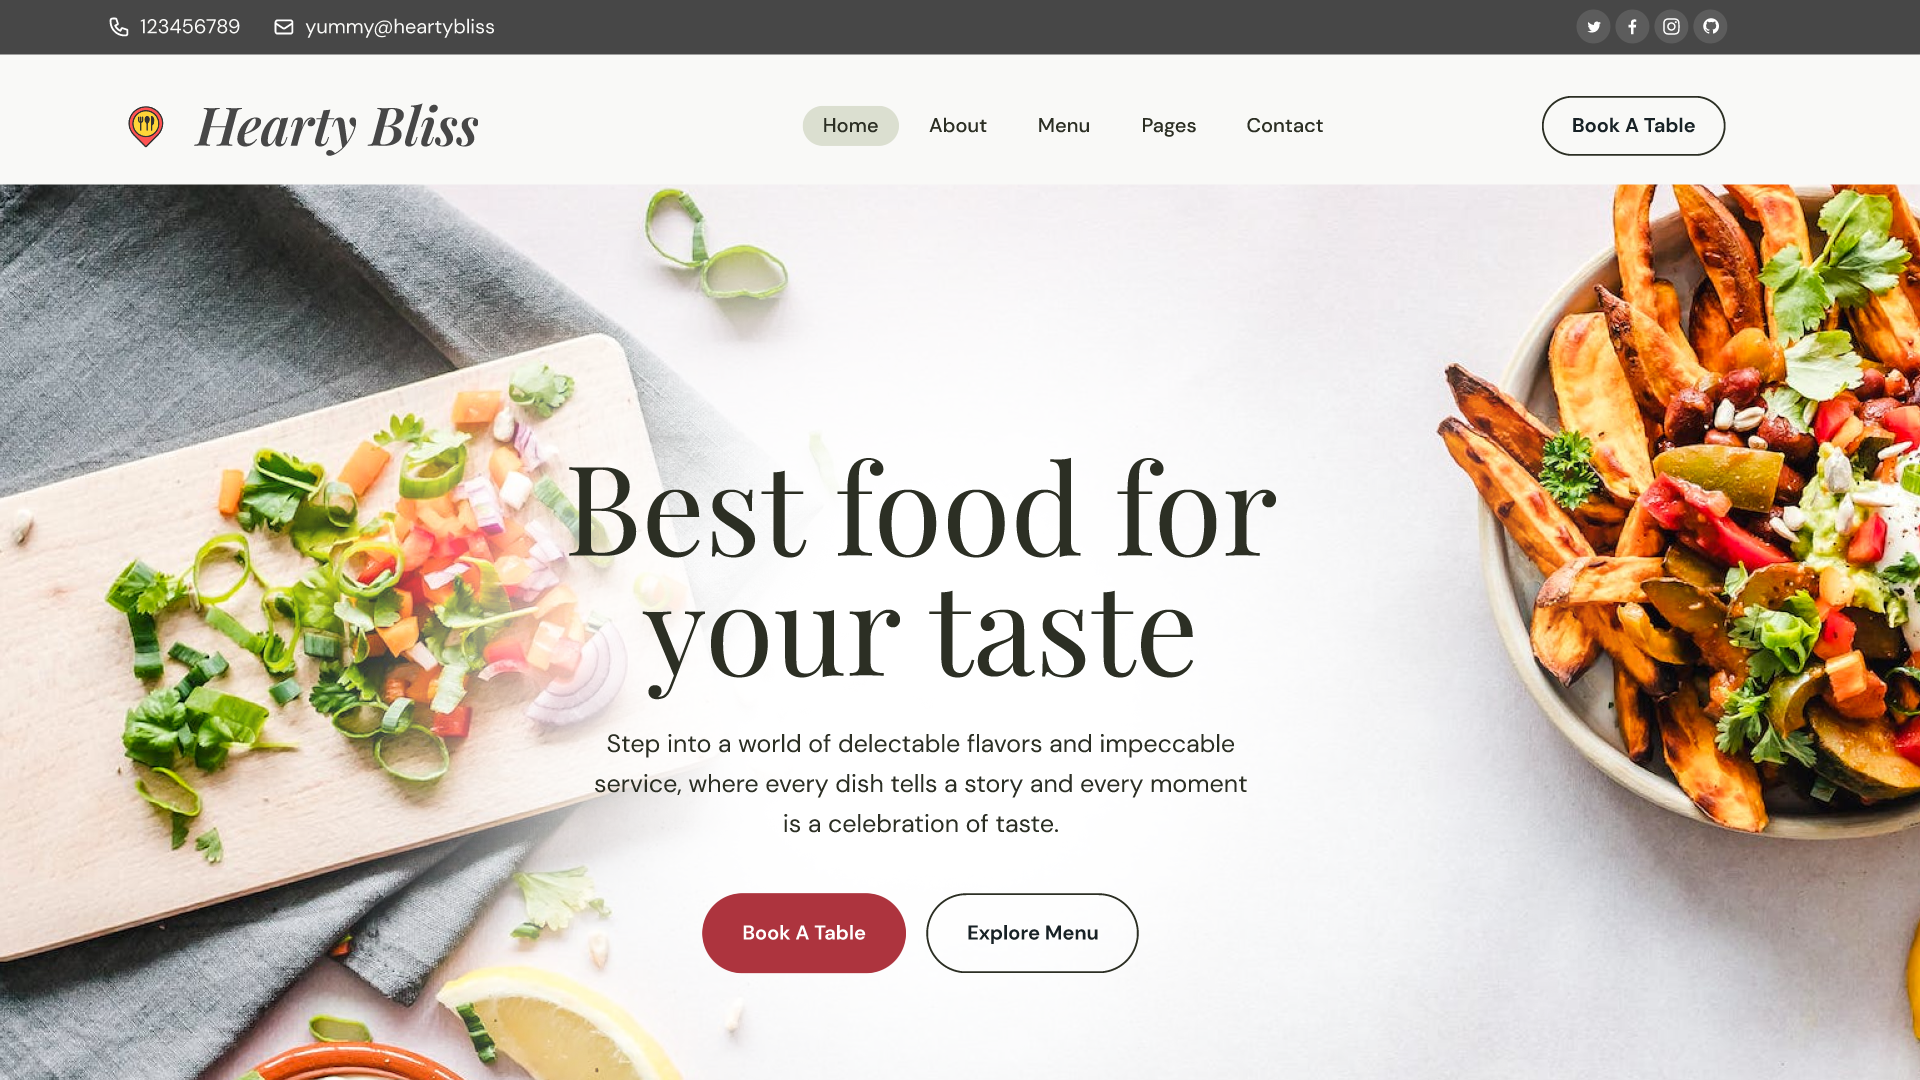 123456789
yummy@heartybliss
Hearty Bliss
Home
About
Menu
Pages
Contact
Book A Table
Best food for
your taste
Step into a world of delectable flavors and impeccable
service, where every dish tells a story and every moment
is a celebration of taste.
Book A Table
Explore Menu